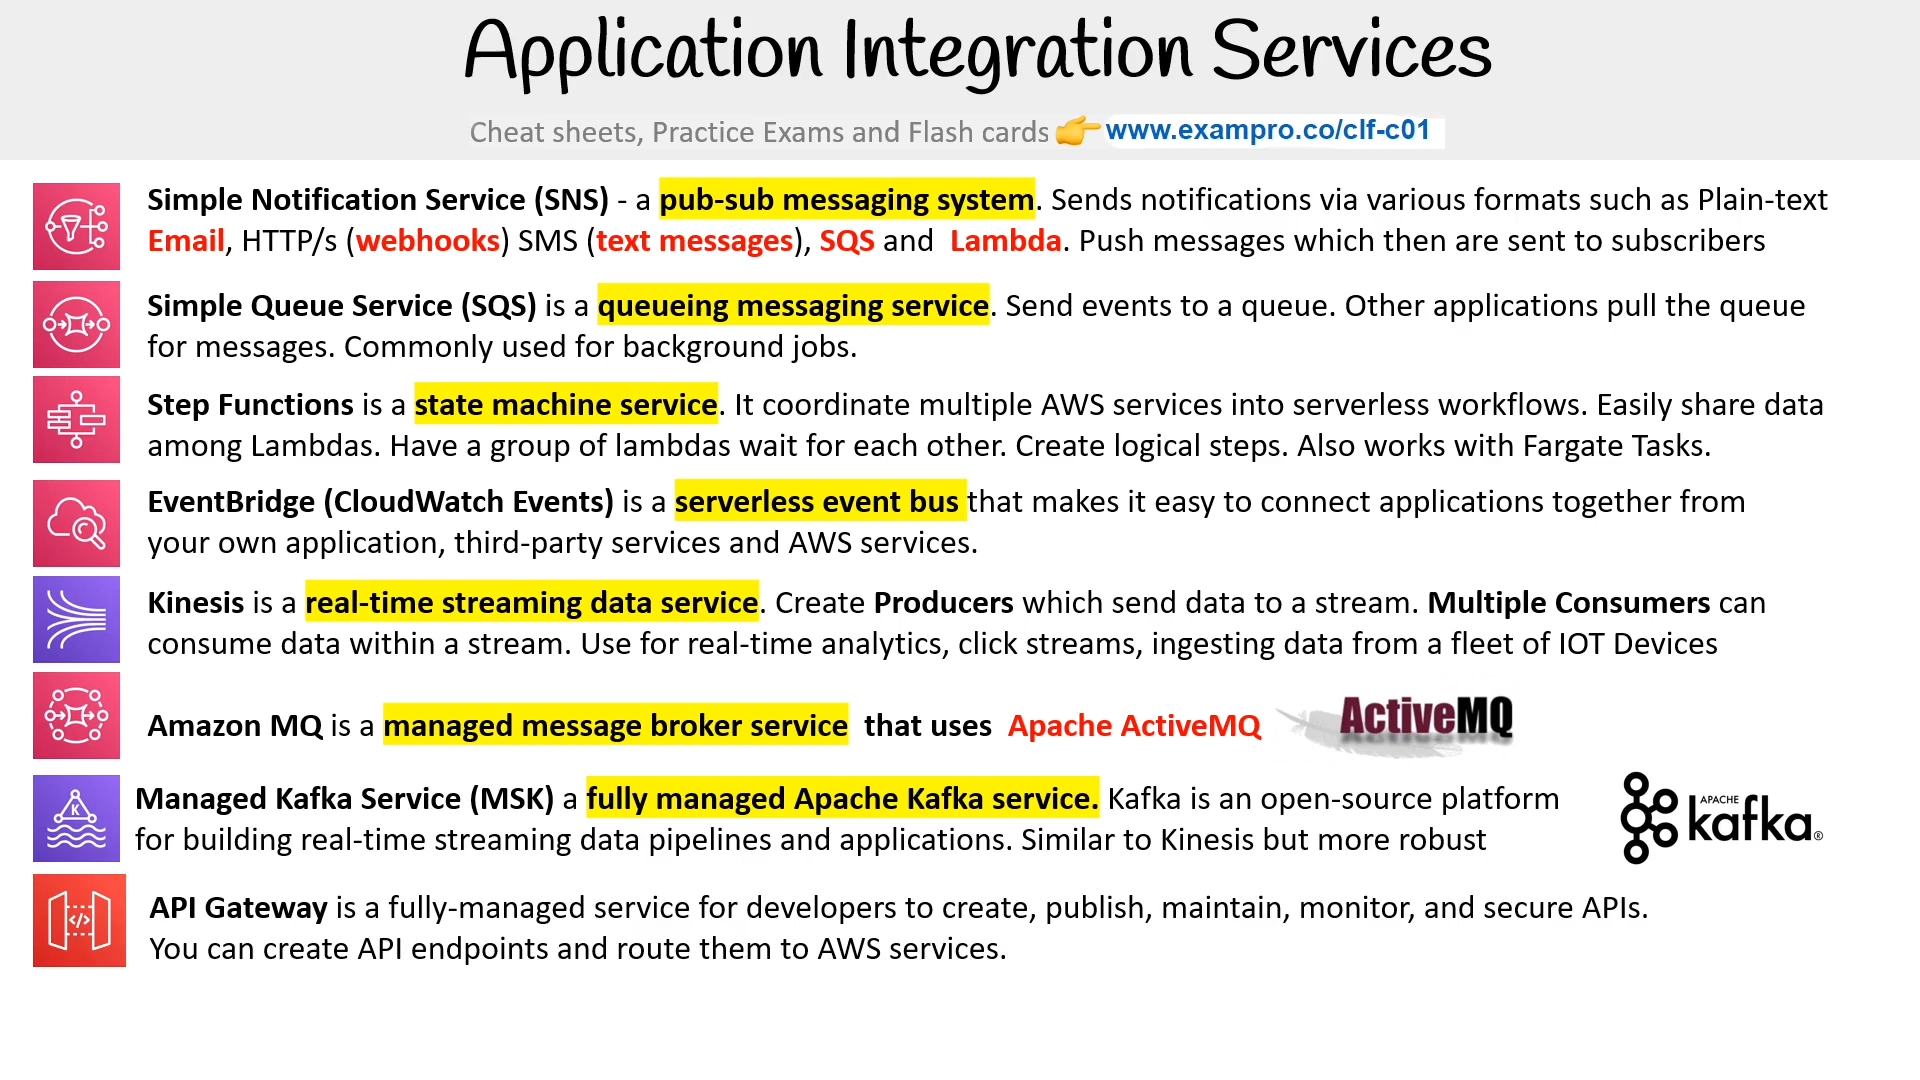 Application Integration Services
Cheat sheets, Practice Exams and Flash cards 👉 www.exampro.co/clf-c01
Simple Notification Service (SNS) - a pub-sub messaging system. Sends notifications via various formats such as Plain-text
Email, HTTP/s (webhooks) SMS (text messages), SQS and Lambda. Push messages which then are sent to subscribers
Simple Queue Service (SQS) is a queueing messaging service. Send events to a queue. Other applications pull the queue
for messages. Commonly used for background jobs.
Step Functions is a state machine service. It coordinate multiple AWS services into serverless workflows. Easily share data
among Lambdas. Have a group of lambdas wait for each other. Create logical steps. Also works with Fargate Tasks.
EventBridge (CloudWatch Events) is a serverless event bus that makes it easy to connect applications together from
your own application, third-party services and AWS services.
Kinesis is a real-time streaming data service. Create Producers which send data to a stream. Multiple Consumers can
consume data within a stream. Use for real-time analytics, click streams, ingesting data from a fleet of IOT Devices
Amazon MQ is a managed message broker service that uses Apache ActiveMQ
ActiveMQ
K
Managed Kafka Service (MSK) a fully managed Apache Kafka service. Kafka is an open-source platform
for building real-time streaming data pipelines and applications. Similar to Kinesis but more robust
APACHE
kafka®
</>
API Gateway is a fully-managed service for developers to create, publish, maintain, monitor, and secure APIs.
You can create API endpoints and route them to AWS services.